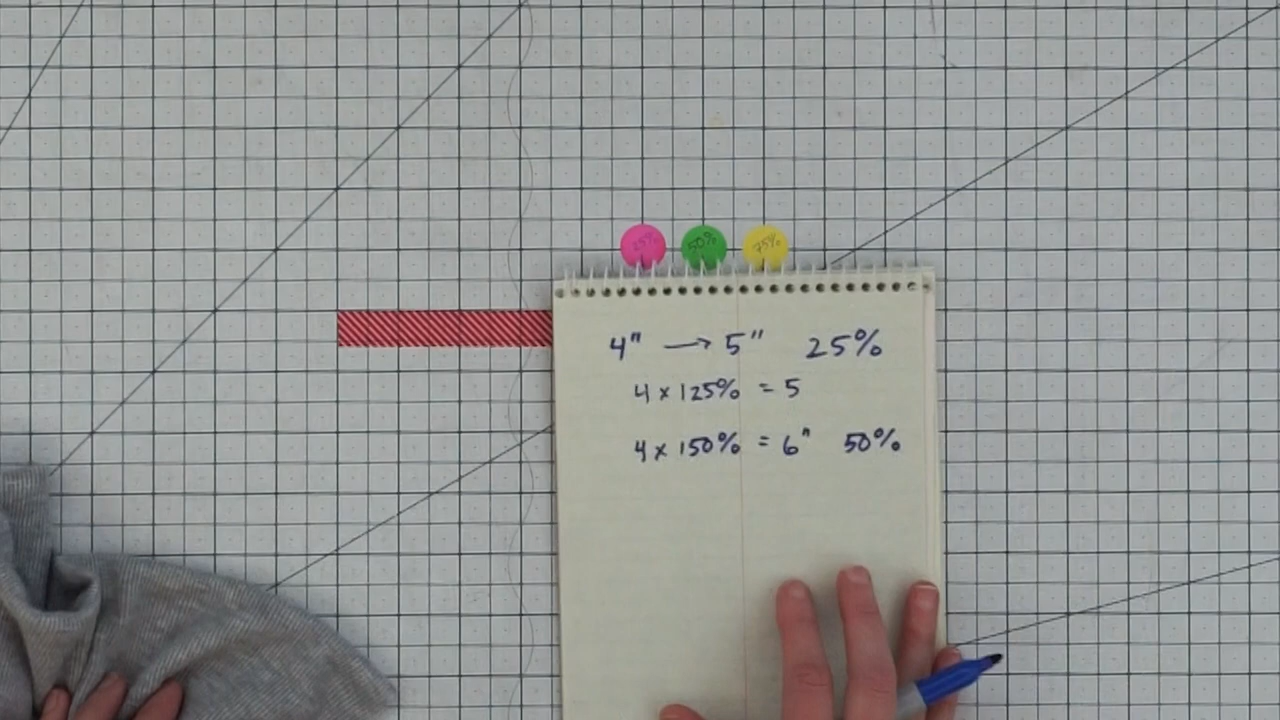 25% 50% 75%
4" → 5" 25%
4 x 125% = 5
4 x 150% = 6" 50%